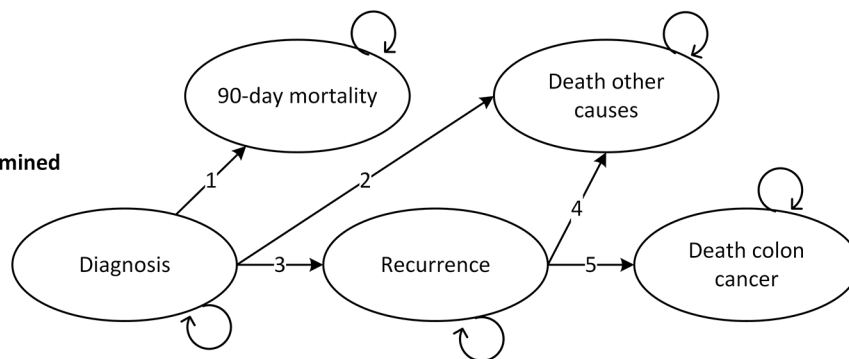 90-day mortality
Death other
causes
mined
1
2
4
Diagnosis
3
Recurrence
5
Death colon
cancer